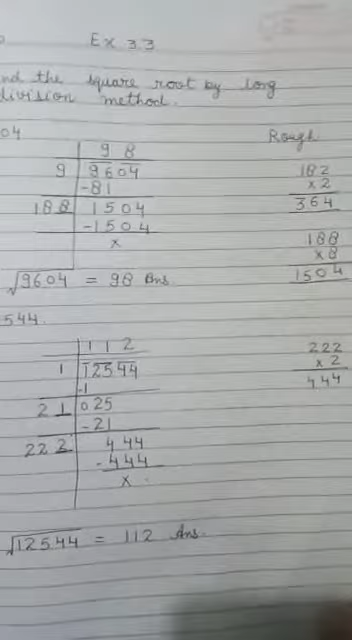 Ex 3.3
nd the square root by long
division method.
04
Rough
9 8
9 9604
-81
188 1504
-1504
x
182
x2
364
188
x8
1504
√9604 = 98 Ans.
544.
1 1 2
1 12544
-1
21 025
-21
222 444
-444
x
222
x 2
444
√12544 = 112 Ans.